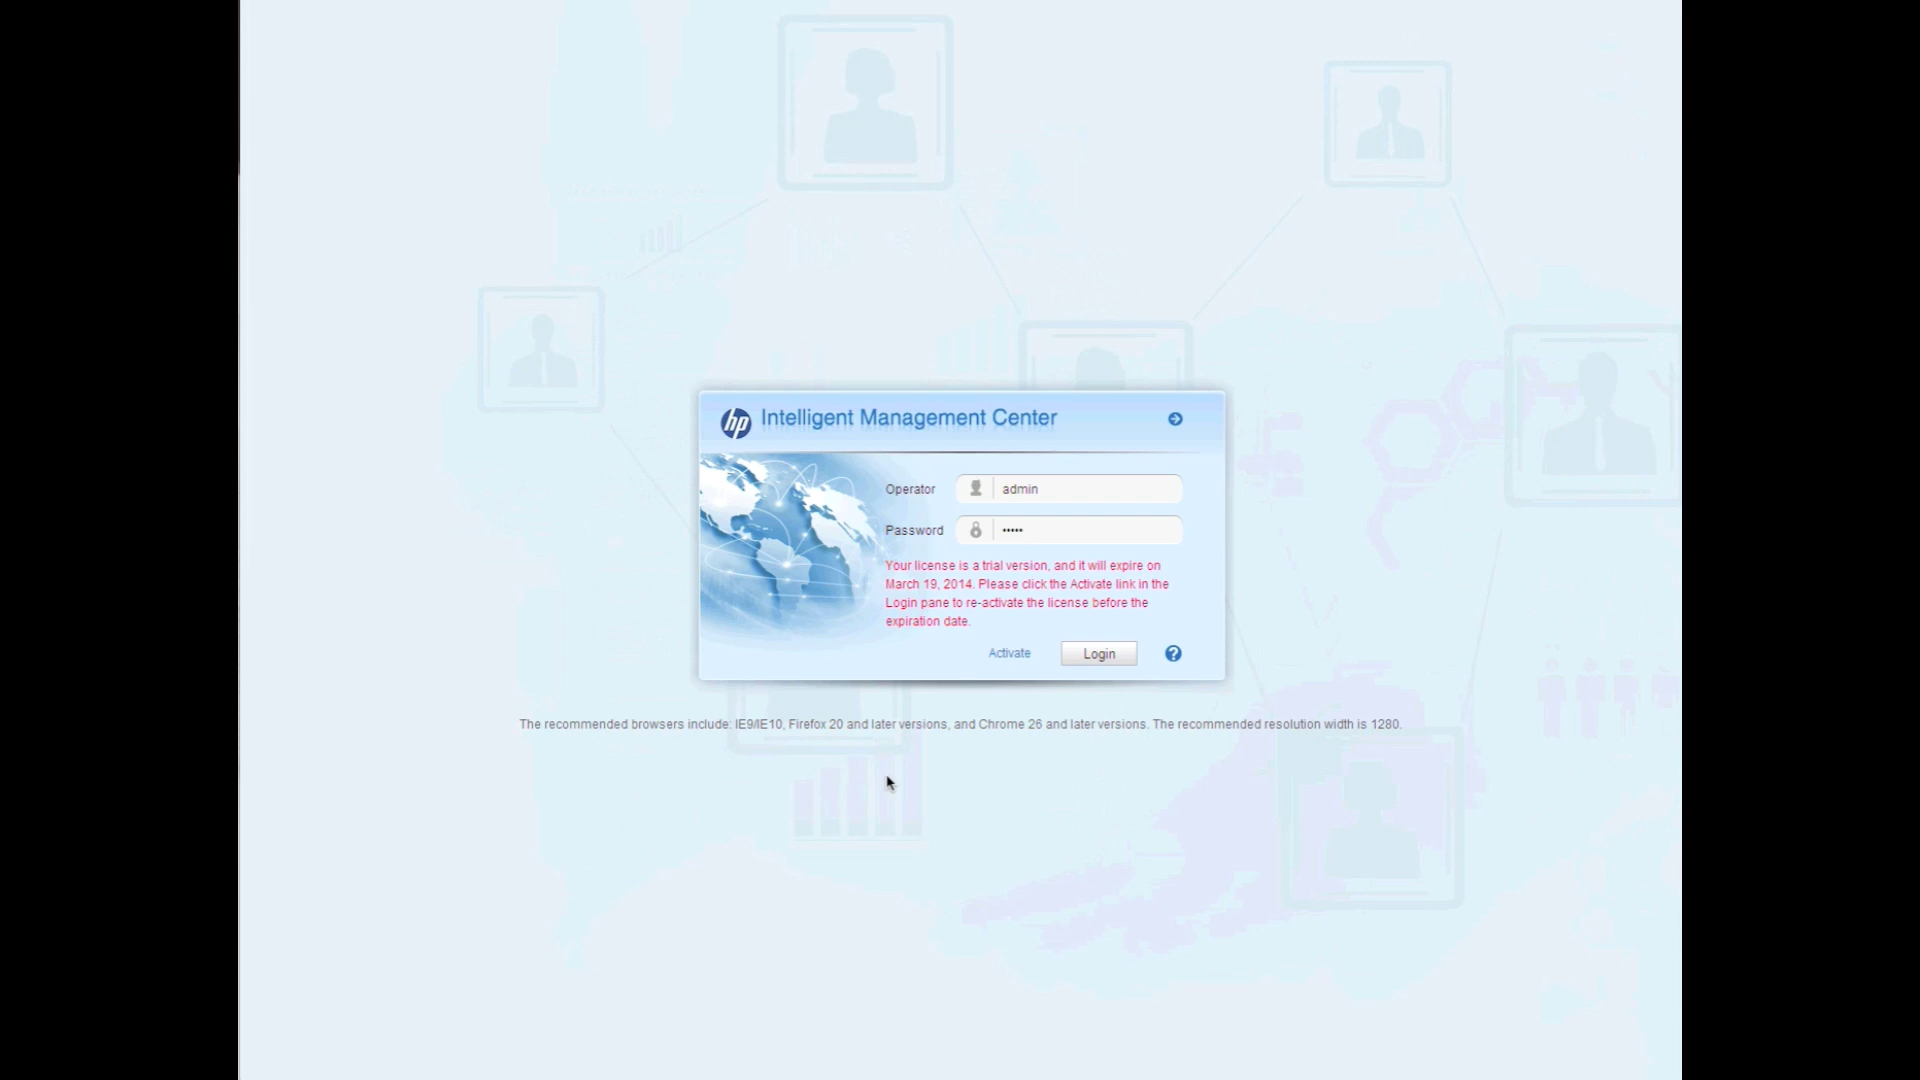 hp Intelligent Management Center
Operator admin
Password •••••
Your license is a trial version, and it will expire on
March 19, 2014. Please click the Activate link in the
Login pane to re-activate the license before the
expiration date.
Activate Login ?
The recommended browsers include: IE9/IE10, Firefox 20 and later versions, and Chrome 26 and later versions. The recommended resolution width is 1280.